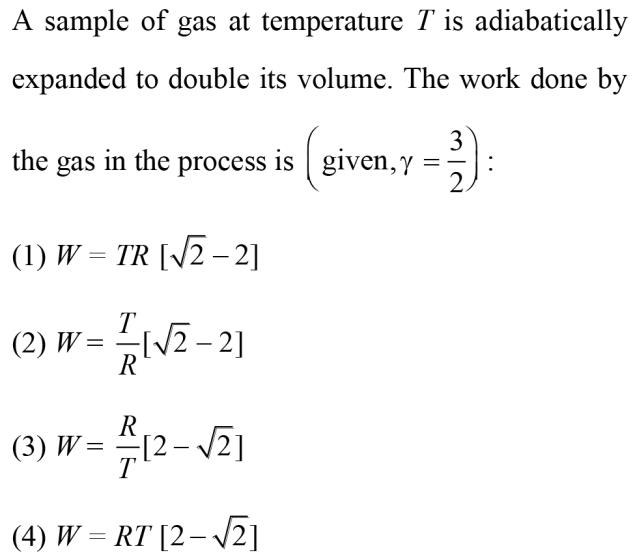 A sample of gas at temperature T is adiabatically
expanded to double its volume. The work done by
the gas in the process is (given, γ = 3/2) :
(1) W = TR [√2 – 2]
(2) W = T/R [√2 – 2]
(3) W = R/T [2 – √2]
(4) W = RT [2 – √2]